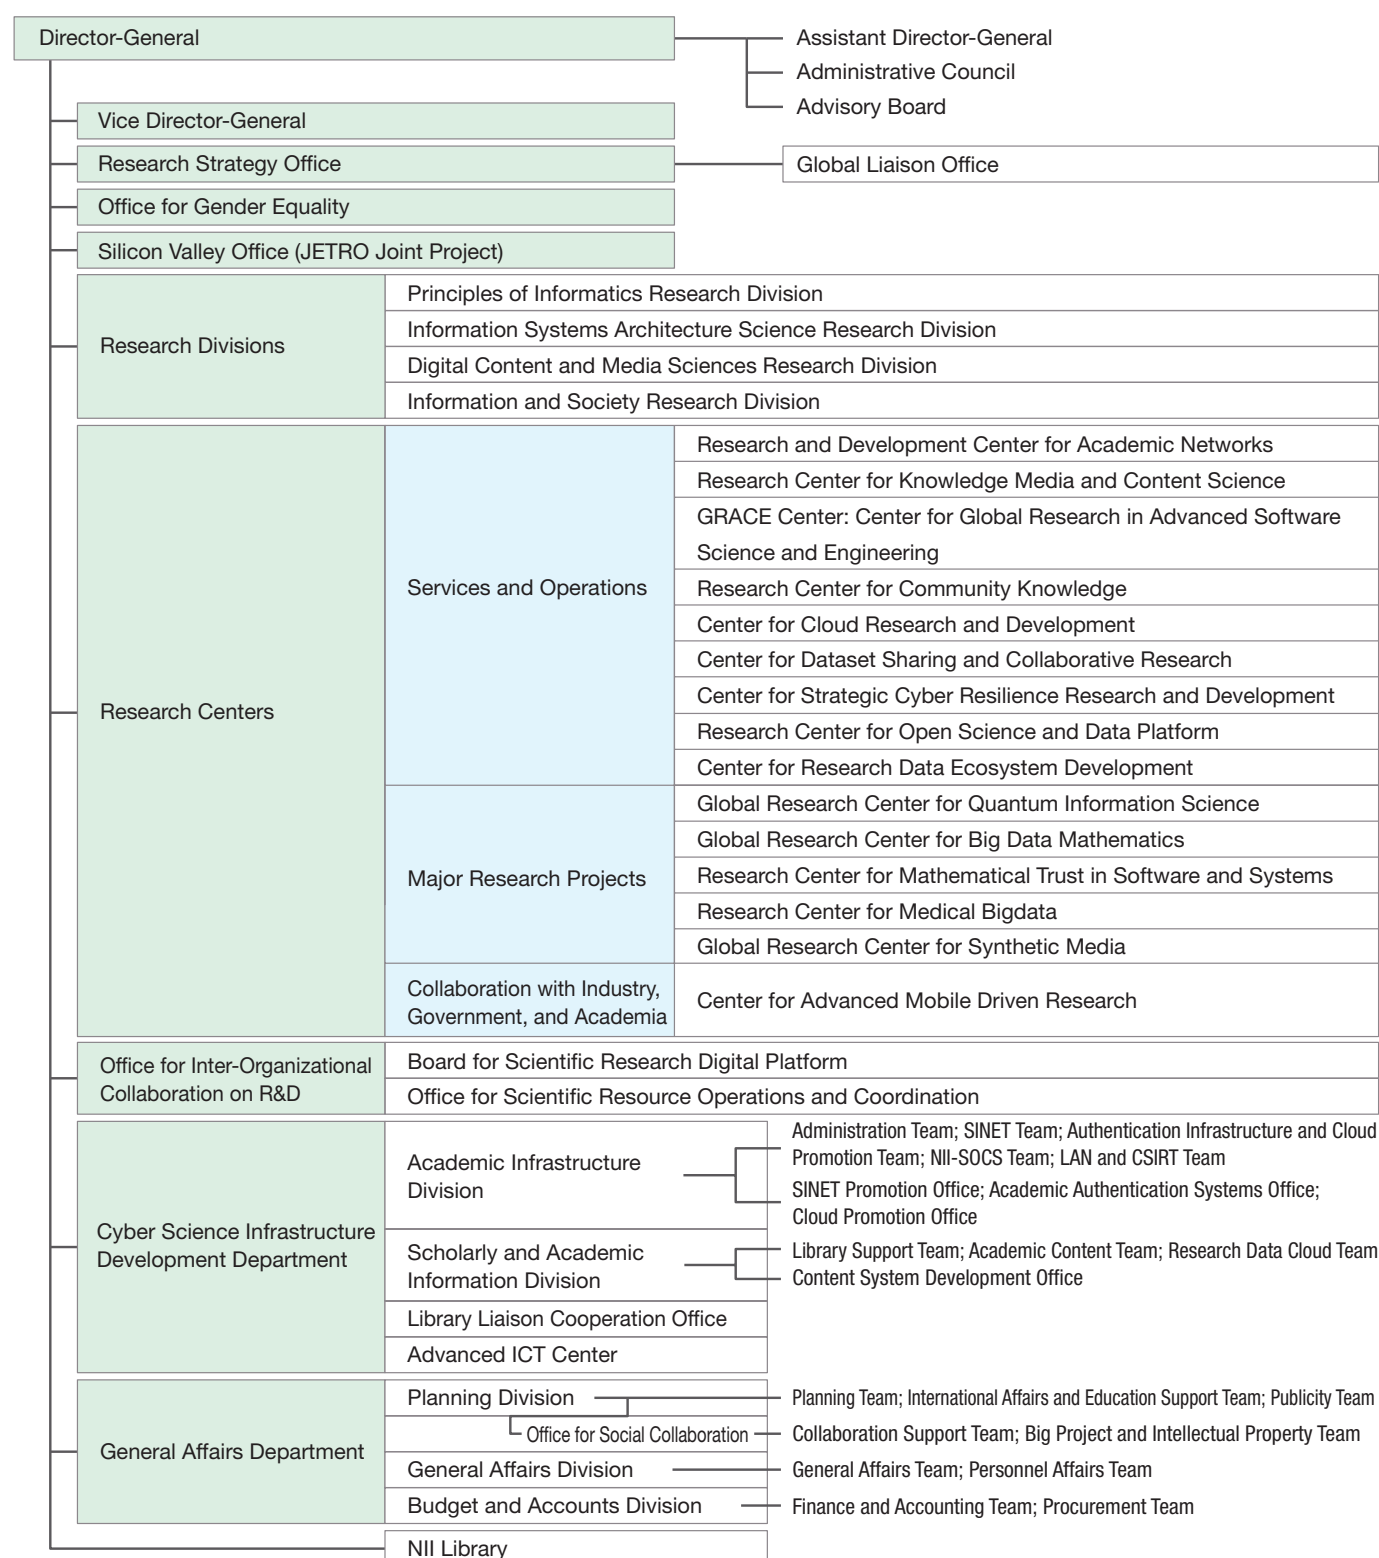 Director-General
Assistant Director-General
Administrative Council
Advisory Board
Vice Director-General
Research Strategy Office
Global Liaison Office
Office for Gender Equality
Silicon Valley Office (JETRO Joint Project)
Research Divisions
Principles of Informatics Research Division
Information Systems Architecture Science Research Division
Digital Content and Media Sciences Research Division
Information and Society Research Division
Research Centers
Services and Operations
Research and Development Center for Academic Networks
Research Center for Knowledge Media and Content Science
GRACE Center: Center for Global Research in Advanced Software
Science and Engineering
Research Center for Community Knowledge
Center for Cloud Research and Development
Center for Dataset Sharing and Collaborative Research
Center for Strategic Cyber Resilience Research and Development
Research Center for Open Science and Data Platform
Center for Research Data Ecosystem Development
Major Research Projects
Global Research Center for Quantum Information Science
Global Research Center for Big Data Mathematics
Research Center for Mathematical Trust in Software and Systems
Research Center for Medical Bigdata
Global Research Center for Synthetic Media
Collaboration with Industry,
Government, and Academia
Center for Advanced Mobile Driven Research
Office for Inter-Organizational
Collaboration on R&D
Board for Scientific Research Digital Platform
Office for Scientific Resource Operations and Coordination
Cyber Science Infrastructure
Development Department
Academic Infrastructure
Division
Administration Team; SINET Team; Authentication Infrastructure and Cloud
Promotion Team; NII-SOCS Team; LAN and CSIRT Team
SINET Promotion Office; Academic Authentication Systems Office;
Cloud Promotion Office
Scholarly and Academic
Information Division
Library Support Team; Academic Content Team; Research Data Cloud Team
Content System Development Office
Library Liaison Cooperation Office
Advanced ICT Center
General Affairs Department
Planning Division
Planning Team; International Affairs and Education Support Team; Publicity Team
Office for Social Collaboration
Collaboration Support Team; Big Project and Intellectual Property Team
General Affairs Division
General Affairs Team; Personnel Affairs Team
Budget and Accounts Division
Finance and Accounting Team; Procurement Team
NII Library